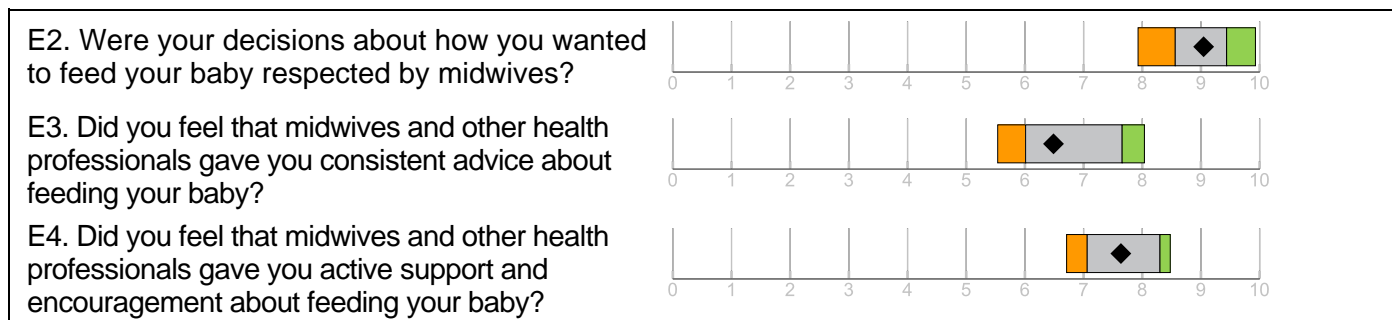 E2. Were your decisions about how you wanted
to feed your baby respected by midwives?
0 1 2 3 4 5 6 7 8 9 10
E3. Did you feel that midwives and other health
professionals gave you consistent advice about
feeding your baby?
0 1 2 3 4 5 6 7 8 9 10
E4. Did you feel that midwives and other health
professionals gave you active support and
encouragement about feeding your baby?
0 1 2 3 4 5 6 7 8 9 10